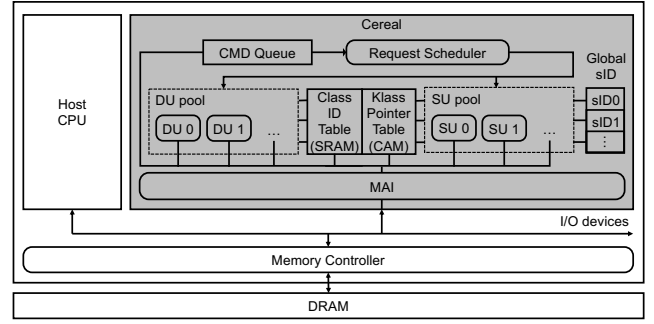 Cereal
CMD Queue
Request Scheduler
Global
sID
Host
CPU
DU pool
DU 0
DU 1
...
Class
ID
Table
(SRAM)
Klass
Pointer
Table
(CAM)
SU pool
SU 0
SU 1
...
sID0
sID1
⋮
MAI
I/O devices
Memory Controller
DRAM